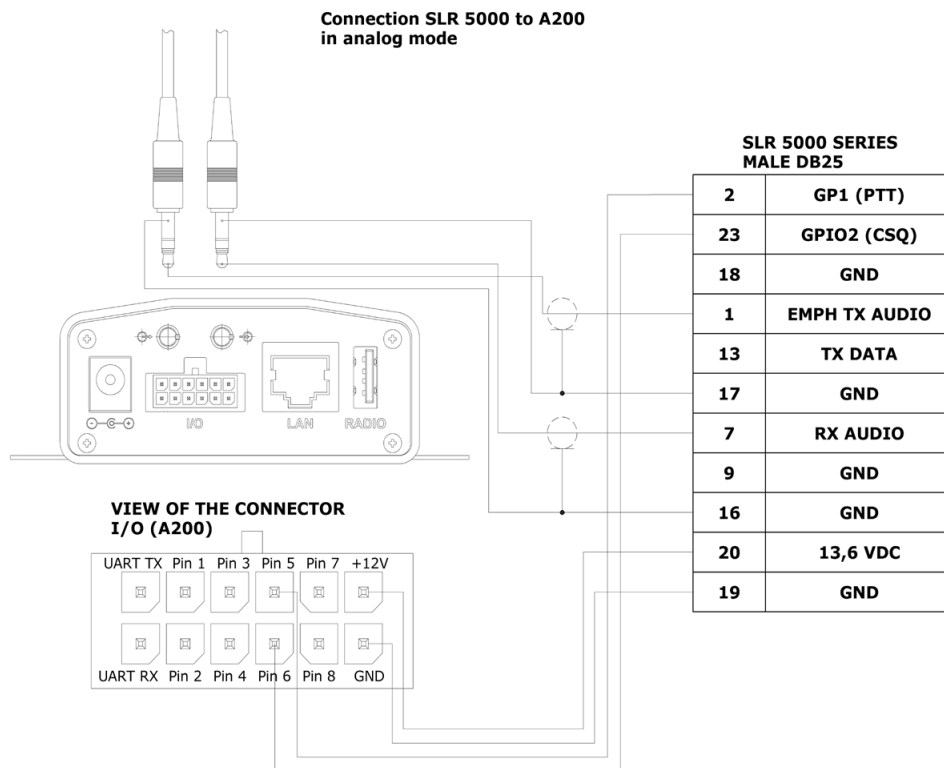 Connection SLR 5000 to A200
in analog mode
SLR 5000 SERIES
MALE DB25
2 GP1 (PTT)
23 GPIO2 (CSQ)
18 GND
1 EMPH TX AUDIO
13 TX DATA
17 GND
7 RX AUDIO
9 GND
16 GND
20 13,6 VDC
19 GND
I/O LAN RADIO
VIEW OF THE CONNECTOR
I/O (A200)
UART TX Pin 1 Pin 3 Pin 5 Pin 7 +12V
UART RX Pin 2 Pin 4 Pin 6 Pin 8 GND